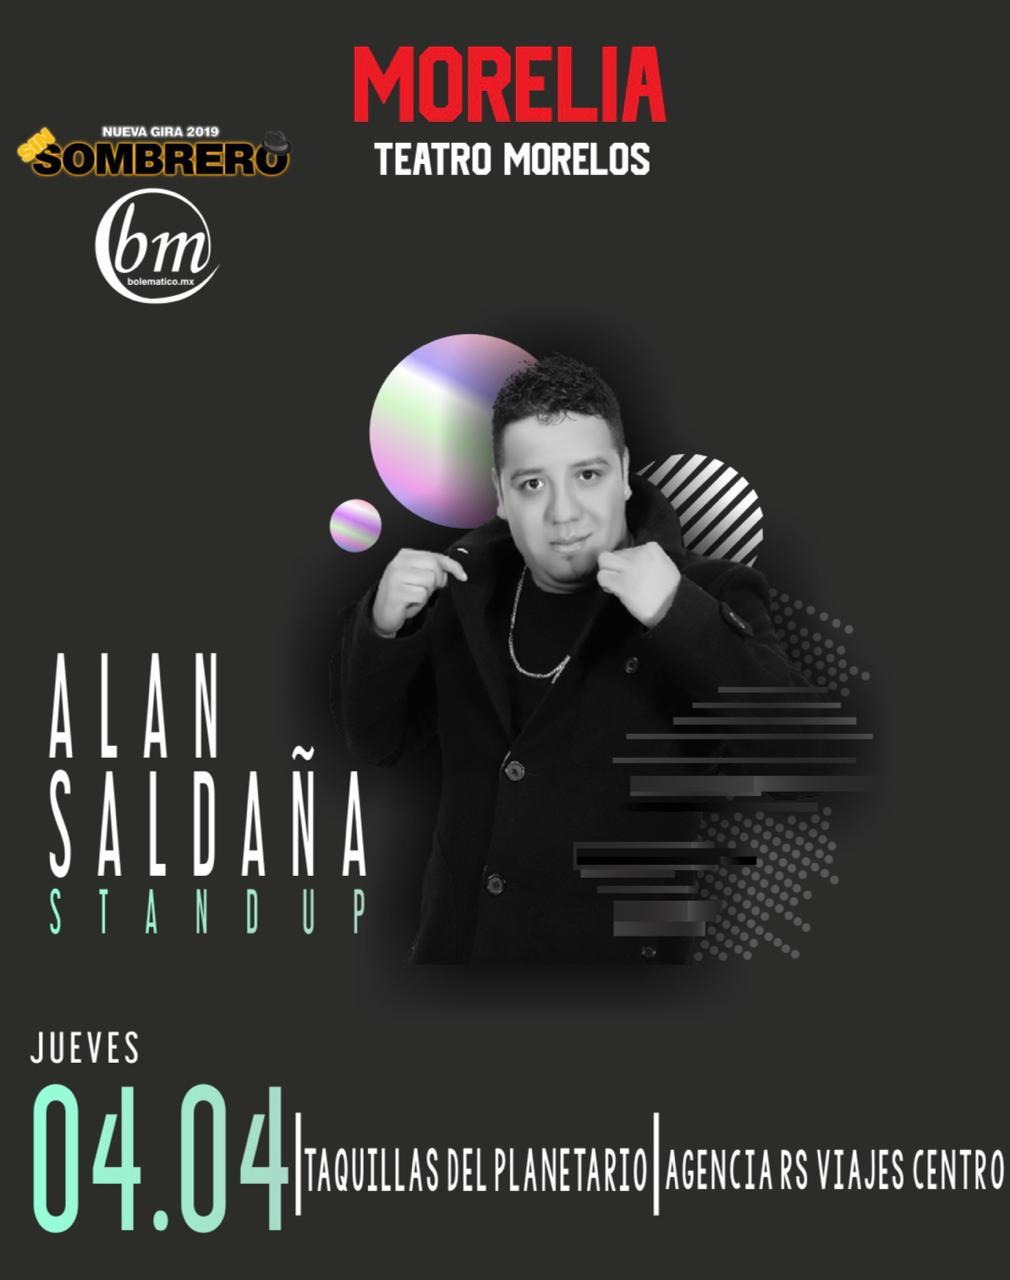 MORELIA
TEATRO MORELOS
NUEVA GIRA 2019
SIN
SOMBRERO
bm
bolematico.mx
ALAN
SALDAÑA
STANDUP
JUEVES
04.04
TAQUILLAS DEL PLANETARIO
AGENCIA RS VIAJES CENTRO